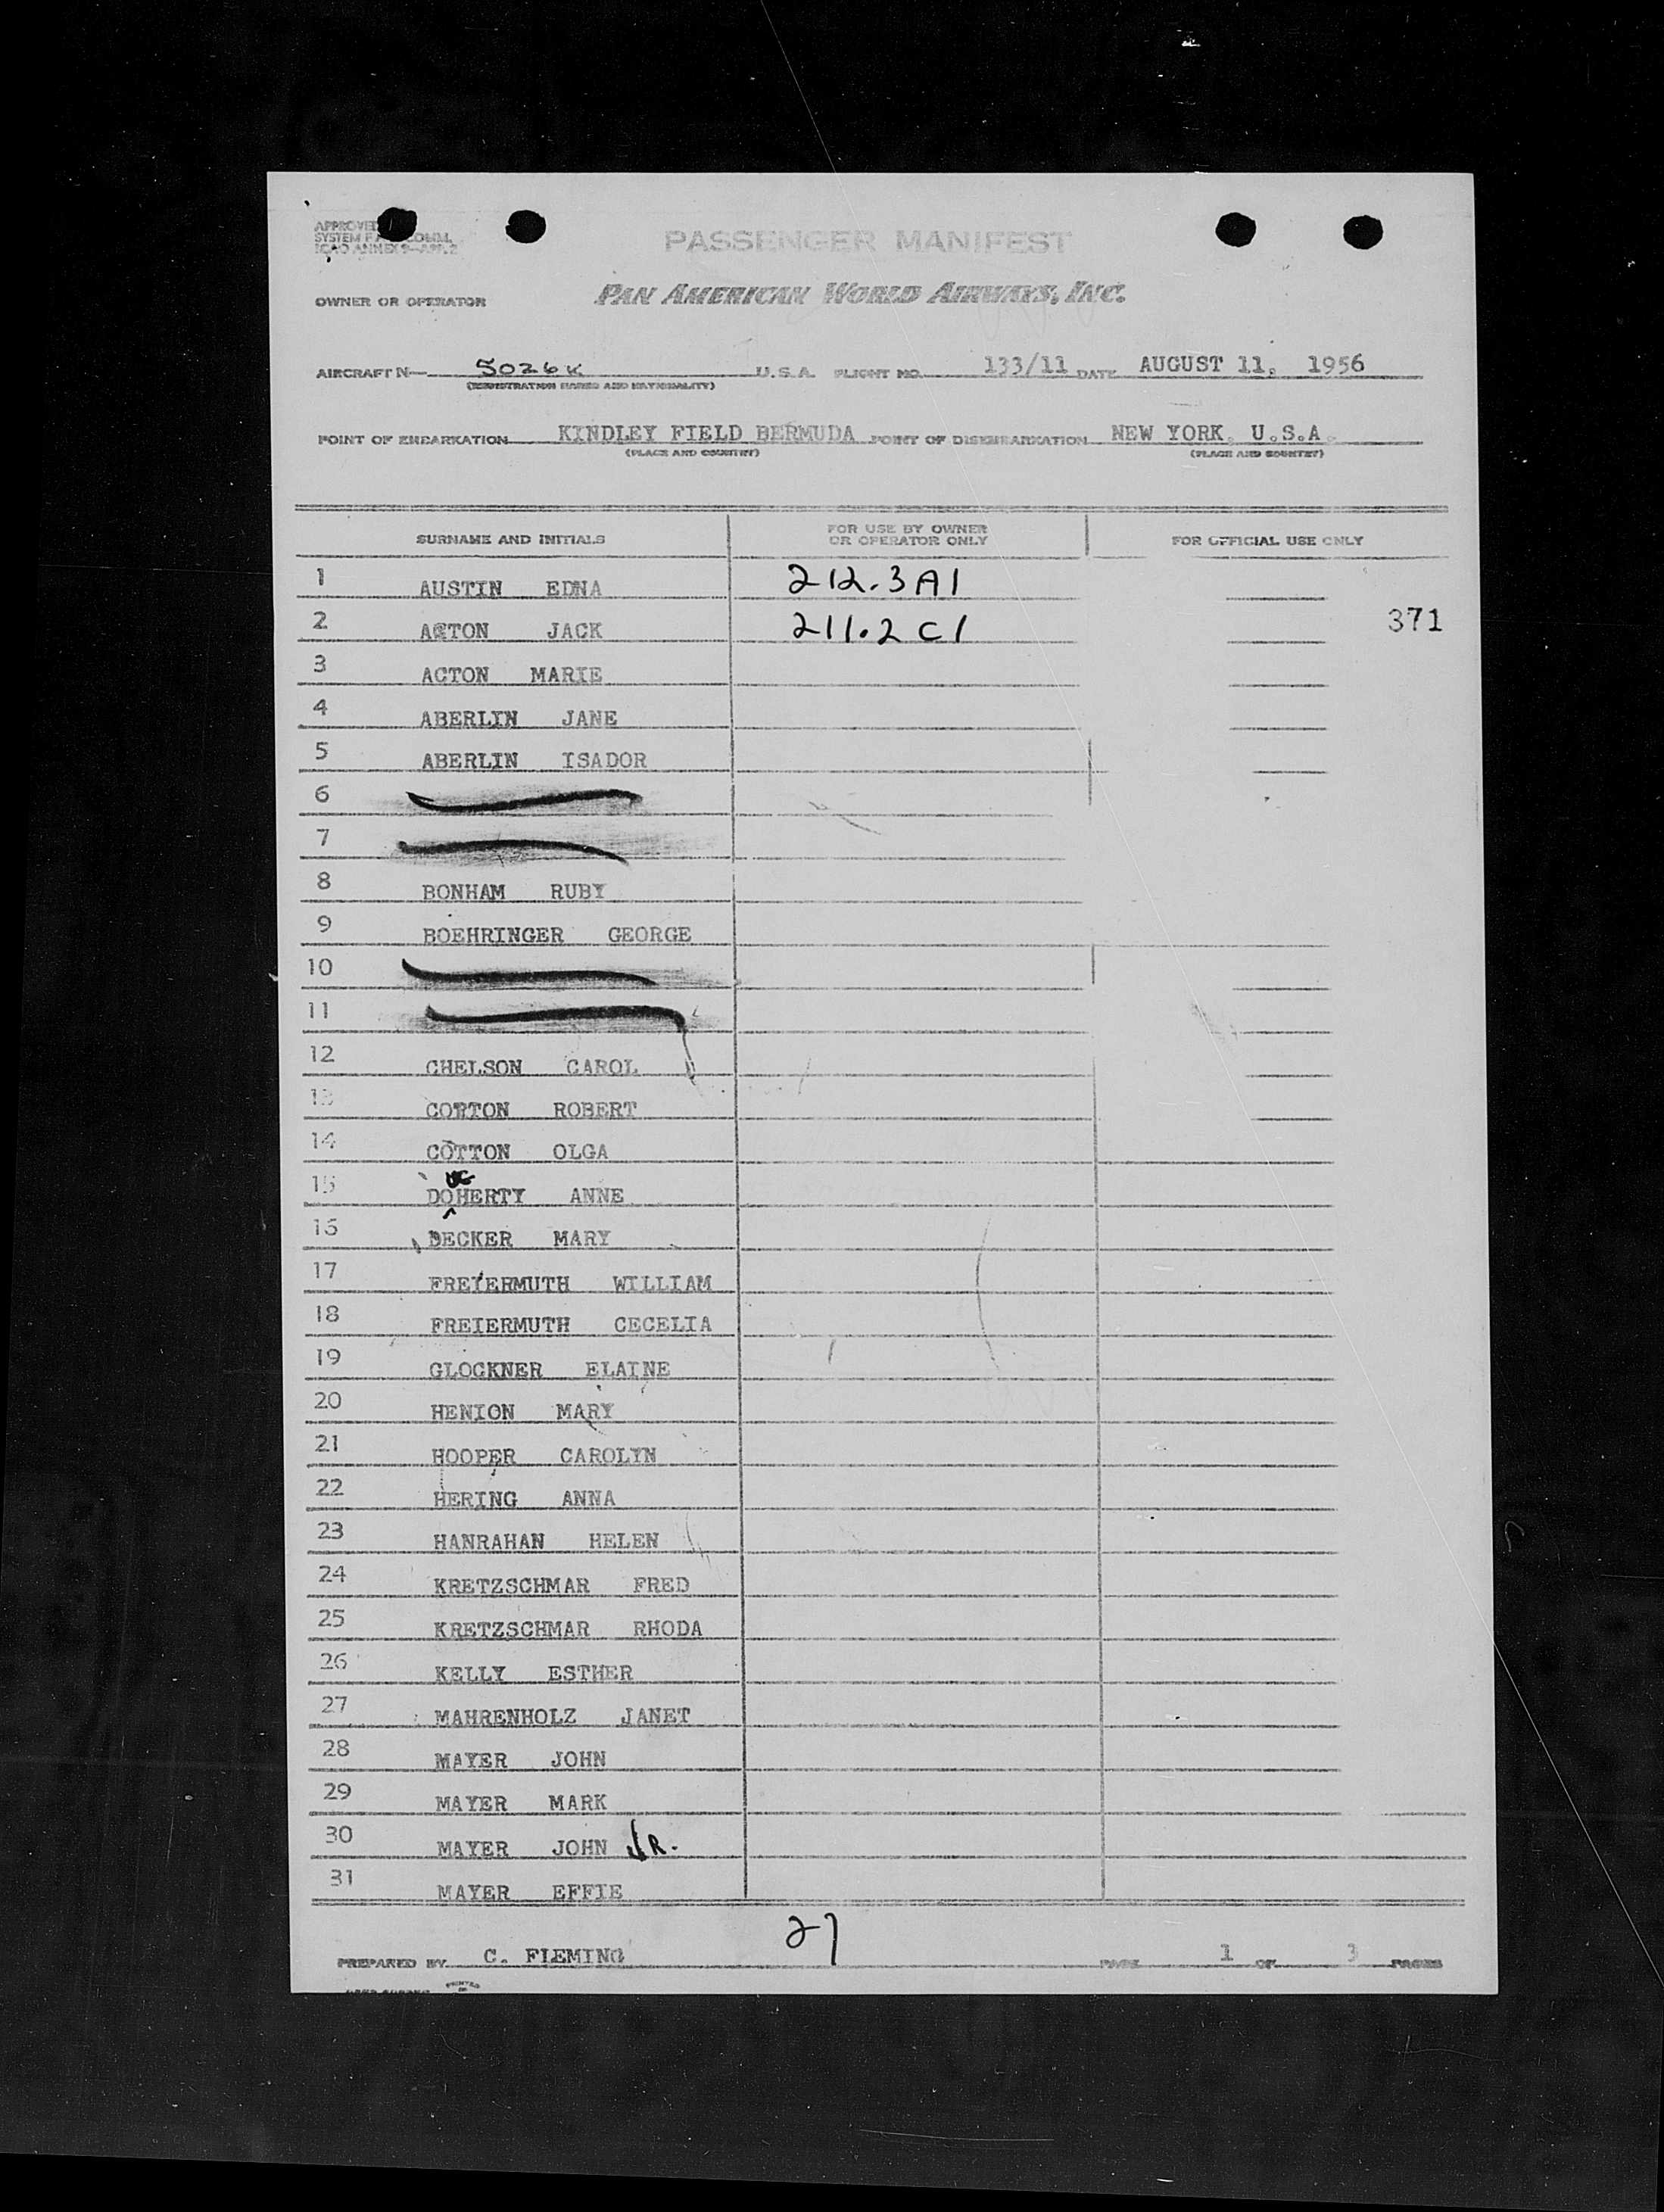 PASSENGER MANIFEST
OWNER OR OPERATOR PAN AMERICAN WORLD AIRWAYS, INC.
AIRCRAFT N— 5026K U.S.A. FLIGHT NO. 133/11 DATE AUGUST 11, 1956
(REGISTRATION MARKS AND NATIONALITY)
POINT OF EMBARKATION KINDLEY FIELD BERMUDA POINT OF DISEMBARKATION NEW YORK, U.S.A.
(PLACE AND COUNTRY) (PLACE AND COUNTRY)
SURNAME AND INITIALS FOR USE BY OWNER OR OPERATOR ONLY FOR OFFICIAL USE ONLY
1 AUSTIN EDNA 212.3A1
2 ACTON JACK 211.2C1 371
3 ACTON MARIE
4 ABERLIN JANE
5 ABERLIN ISADOR
6
7
8 BONHAM RUBY
9 BOEHRINGER GEORGE
10
11
12 CHELSON CAROL
13 COTTON ROBERT
14 COTTON OLGA
15 DOUGHERTY ANNE
16 DECKER MARY
17 FREIERMUTH WILLIAM
18 FREIERMUTH CECELIA
19 GLOCKNER ELAINE
20 HENION MARY
21 HOOPER CAROLYN
22 HERING ANNA
23 HANRAHAN HELEN
24 KRETZSCHMAR FRED
25 KRETZSCHMAR RHODA
26 KELLY ESTHER
27 MAHRENHOLZ JANET
28 MAYER JOHN
29 MAYER MARK
30 MAYER JOHN JR.
31 MAYER EFFIE
27
PREPARED BY C. FLEMING PAGE 1 OF 3 PAGES
PRINTED